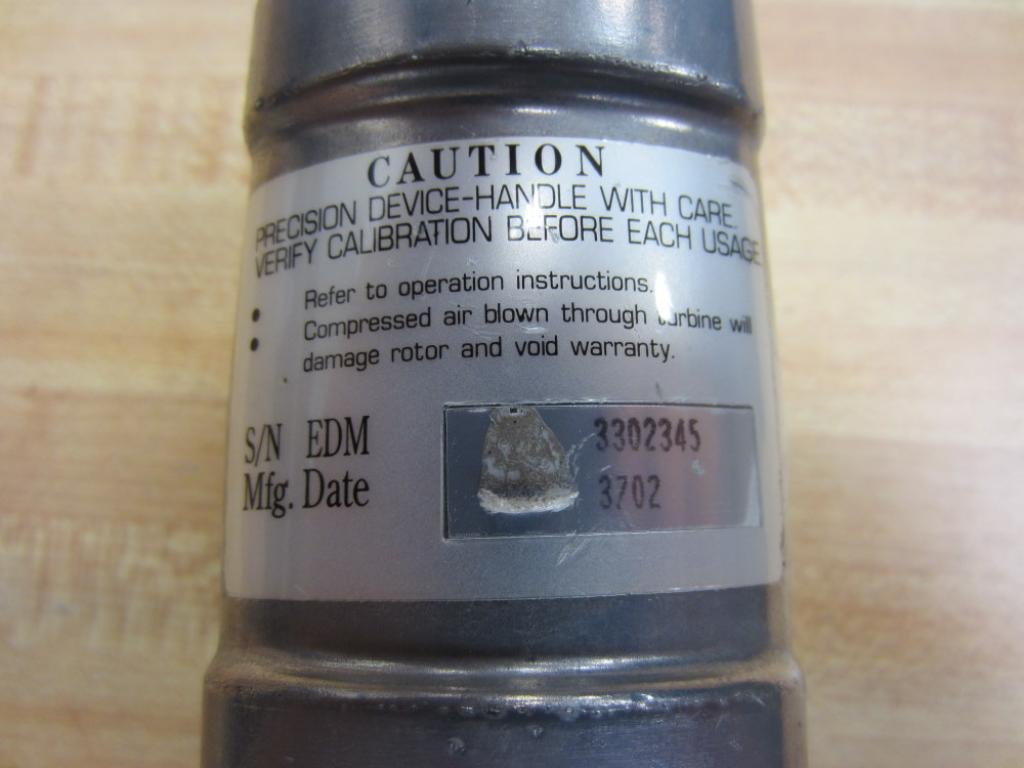 CAUTION
PRECISION DEVICE-HANDLE WITH CARE.
VERIFY CALIBRATION BEFORE EACH USAGE
• Refer to operation instructions.
• Compressed air blown through turbine will
damage rotor and void warranty.
S/N EDM 3302345
Mfg. Date 3702